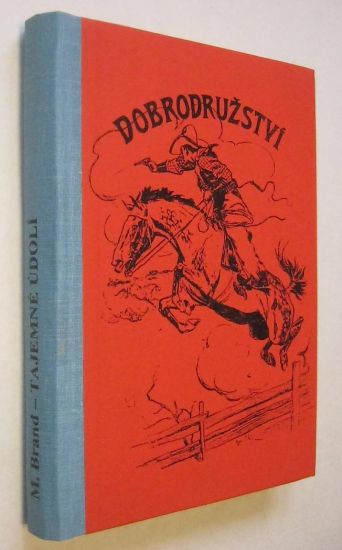 DOBRODRUŽSTVÍ
M. Brand – TAJEMNÉ ÚDOLÍ